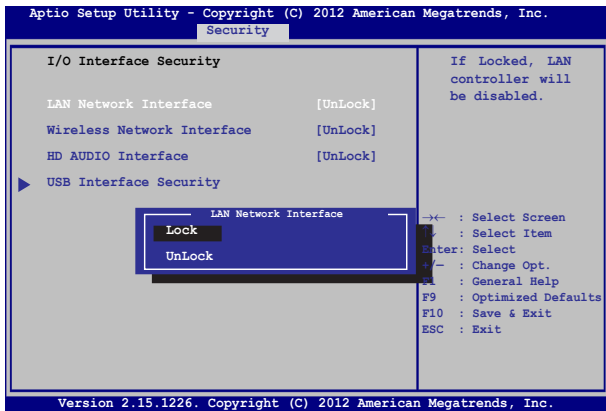 Aptio Setup Utility - Copyright (C) 2012 American Megatrends, Inc.
Security
I/O Interface Security
LAN Network Interface [UnLock]
Wireless Network Interface [UnLock]
HD AUDIO Interface [UnLock]
USB Interface Security
If Locked, LAN
controller will
be disabled.
LAN Network Interface
Lock
UnLock
→← : Select Screen
: Select Item
Enter: Select
+/— : Change Opt.
F1 : General Help
F9 : Optimized Defaults
F10 : Save & Exit
ESC : Exit
Version 2.15.1226. Copyright (C) 2012 American Megatrends, Inc.